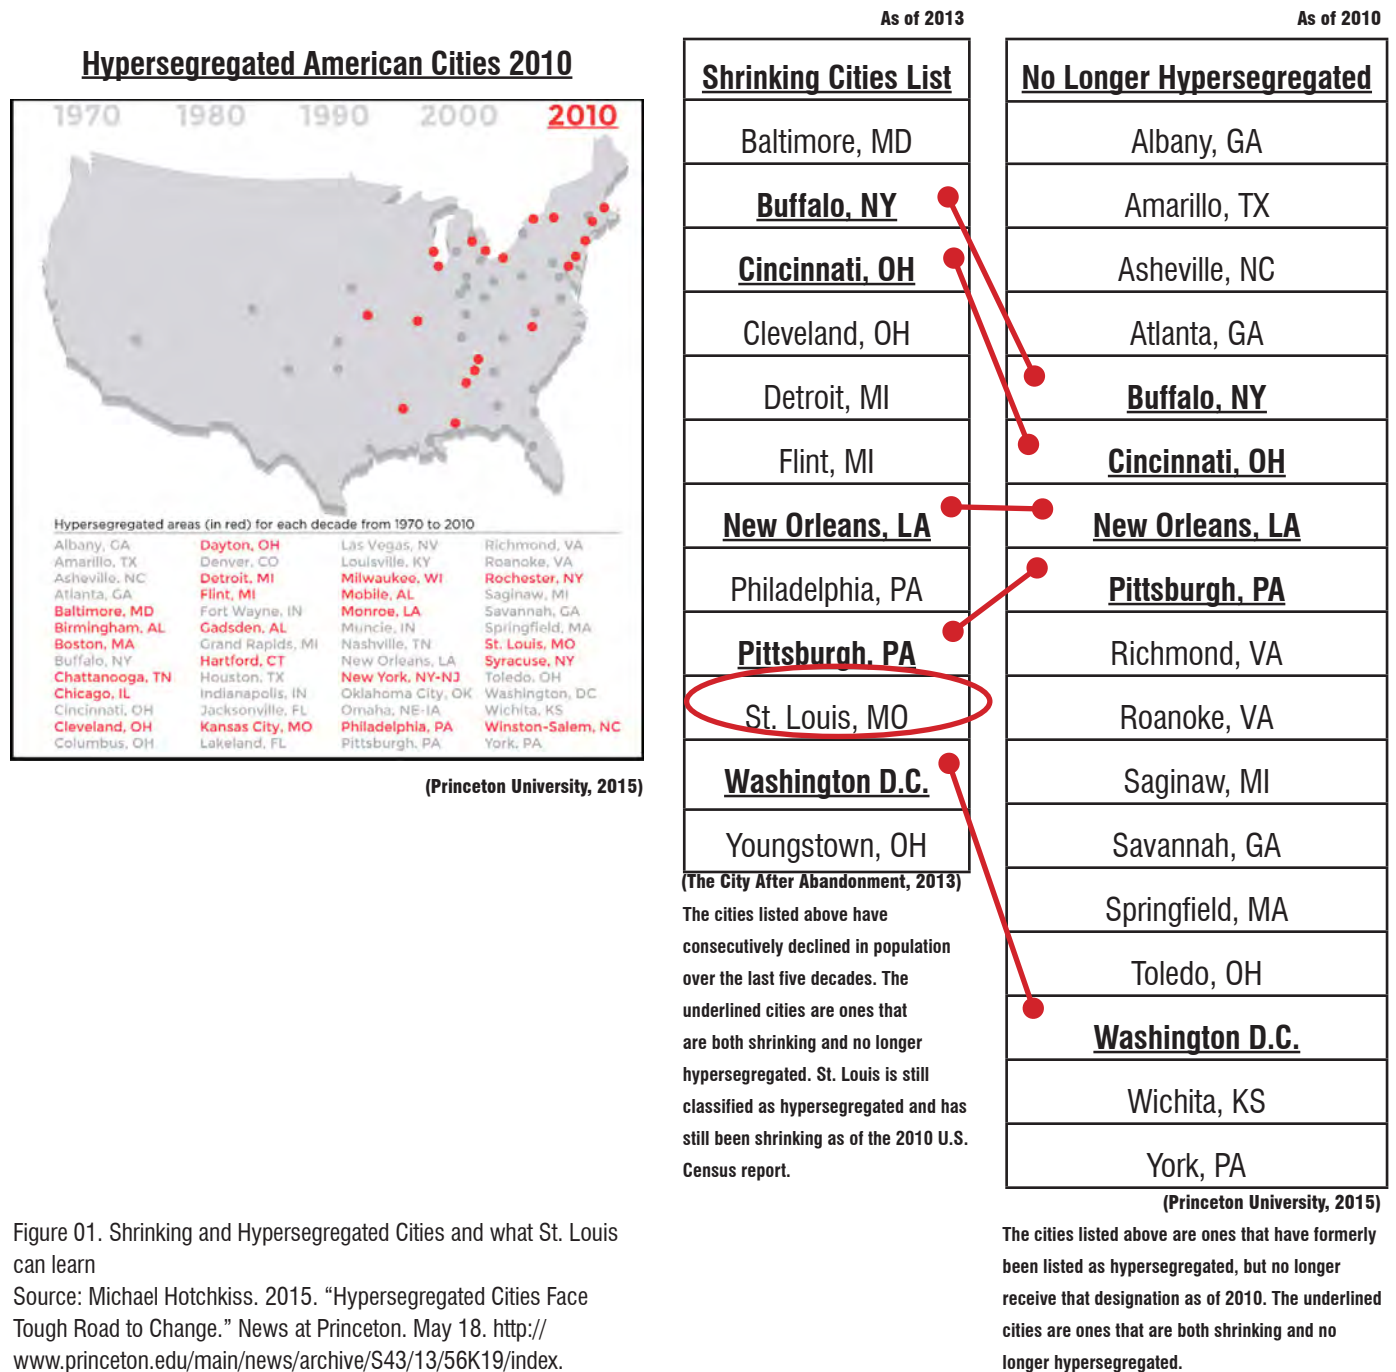 Hypersegregated American Cities 2010
1970 1980 1990 2000 2010
Hypersegregated areas (in red) for each decade from 1970 to 2010
Albany, GA
Amarillo, TX
Asheville, NC
Atlanta, GA
Baltimore, MD
Birmingham, AL
Boston, MA
Buffalo, NY
Chattanooga, TN
Chicago, IL
Cincinnati, OH
Cleveland, OH
Columbus, OH
Dayton, OH
Denver, CO
Detroit, MI
Flint, MI
Fort Wayne, IN
Gadsden, AL
Grand Rapids, MI
Hartford, CT
Houston, TX
Indianapolis, IN
Jacksonville, FL
Kansas City, MO
Lakeland, FL
Las Vegas, NV
Louisville, KY
Milwaukee, WI
Mobile, AL
Monroe, LA
Muncie, IN
Nashville, TN
New Orleans, LA
New York, NY-NJ
Oklahoma City, OK
Omaha, NE-IA
Philadelphia, PA
Pittsburgh, PA
Richmond, VA
Roanoke, VA
Rochester, NY
Saginaw, MI
Savannah, GA
Springfield, MA
St. Louis, MO
Syracuse, NY
Toledo, OH
Washington, DC
Wichita, KS
Winston-Salem, NC
York, PA
(Princeton University, 2015)
As of 2013
Shrinking Cities List
Baltimore, MD
Buffalo, NY
Cincinnati, OH
Cleveland, OH
Detroit, MI
Flint, MI
New Orleans, LA
Philadelphia, PA
Pittsburgh, PA
St. Louis, MO
Washington D.C.
Youngstown, OH
(The City After Abandonment, 2013)
The cities listed above have
consecutively declined in population
over the last five decades. The
underlined cities are ones that
are both shrinking and no longer
hypersegregated. St. Louis is still
classified as hypersegregated and has
still been shrinking as of the 2010 U.S.
Census report.
As of 2010
No Longer Hypersegregated
Albany, GA
Amarillo, TX
Asheville, NC
Atlanta, GA
Buffalo, NY
Cincinnati, OH
New Orleans, LA
Pittsburgh, PA
Richmond, VA
Roanoke, VA
Saginaw, MI
Savannah, GA
Springfield, MA
Toledo, OH
Washington D.C.
Wichita, KS
York, PA
(Princeton University, 2015)
The cities listed above are ones that have formerly
been listed as hypersegregated, but no longer
receive that designation as of 2010. The underlined
cities are ones that are both shrinking and no
longer hypersegregated.
Figure 01. Shrinking and Hypersegregated Cities and what St. Louis
can learn
Source: Michael Hotchkiss. 2015. “Hypersegregated Cities Face
Tough Road to Change.” News at Princeton. May 18. http://
www.princeton.edu/main/news/archive/S43/13/56K19/index.